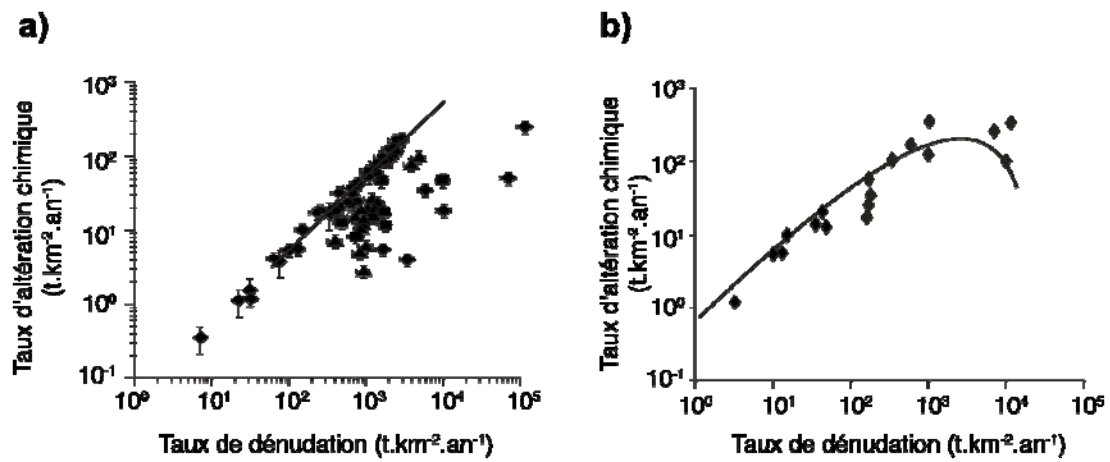 a)
Taux d'altération chimique
(t.km⁻².an⁻¹)
10³
10²
10¹
10⁰
10⁻¹
10⁰
10¹
10²
10³
10⁴
10⁵
Taux de dénudation (t.km⁻².an⁻¹)
b)
Taux d'altération chimique
(t.km⁻².an⁻¹)
10³
10²
10¹
10⁰
10⁻¹
10⁰
10¹
10²
10³
10⁴
10⁵
Taux de dénudation (t.km⁻².an⁻¹)